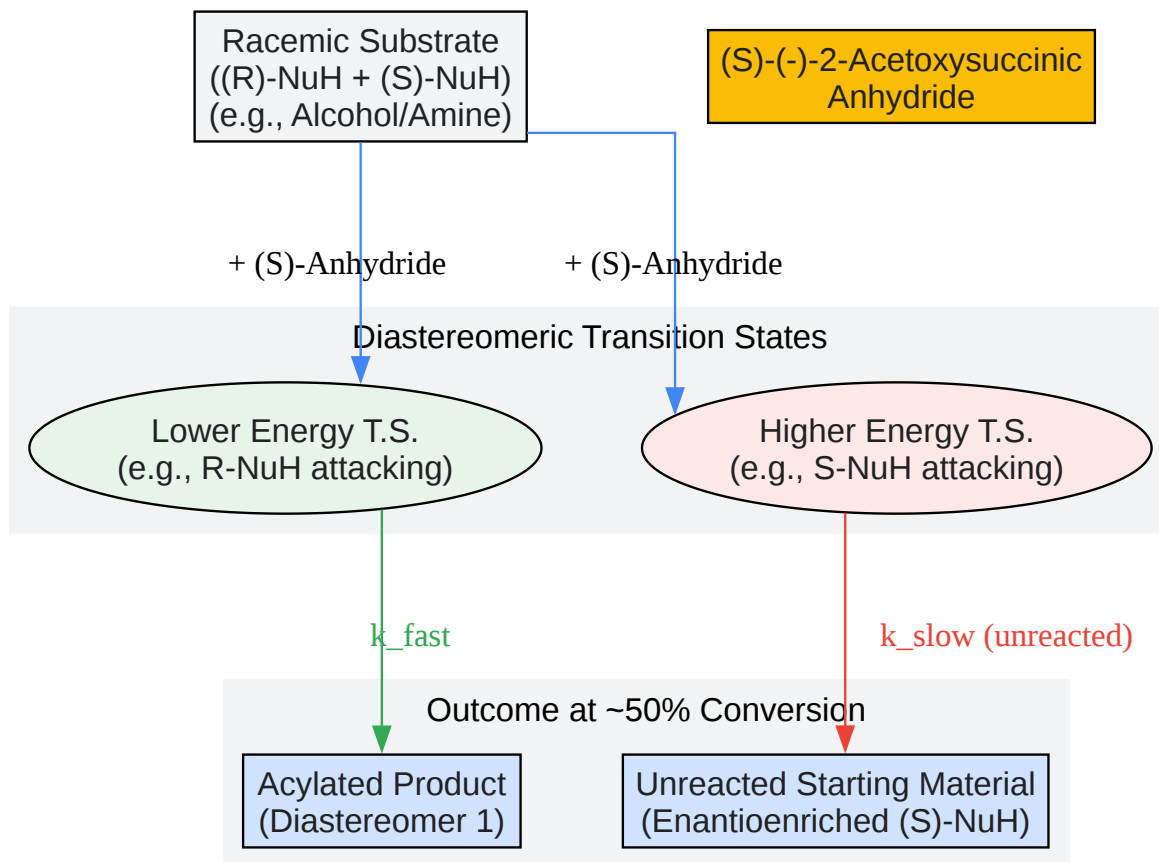 Racemic Substrate
((R)-NuH + (S)-NuH)
(e.g., Alcohol/Amine)
(S)-(-)-2-Acetoxysuccinic
Anhydride
+ (S)-Anhydride
+ (S)-Anhydride
Diastereomeric Transition States
Lower Energy T.S.
(e.g., R-NuH attacking)
Higher Energy T.S.
(e.g., S-NuH attacking)
k_fast
k_slow (unreacted)
Outcome at ~50% Conversion
Acylated Product
(Diastereomer 1)
Unreacted Starting Material
(Enantioenriched (S)-NuH)